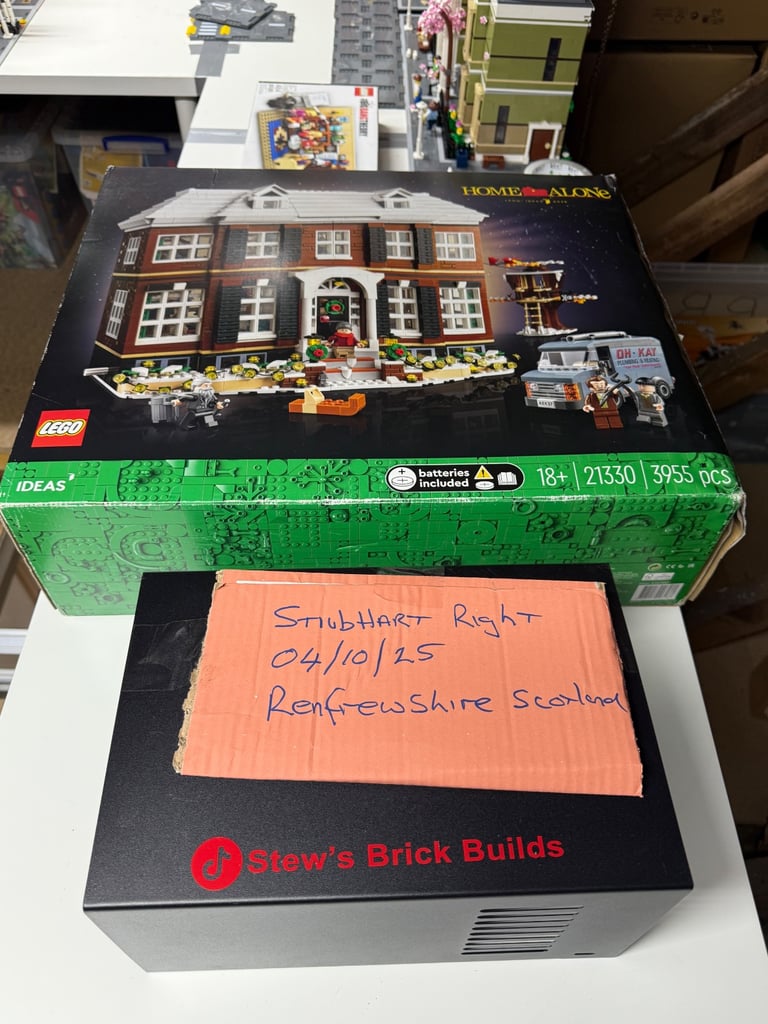 HOME ALONE
OH-KAY
PLUMBING & HEATING
LEGO
IDEAS
batteries included
18+ | 21330 | 3955 pcs
StubHART Right
04/10/25
Renfrewshire Scotland
Stew's Brick Builds